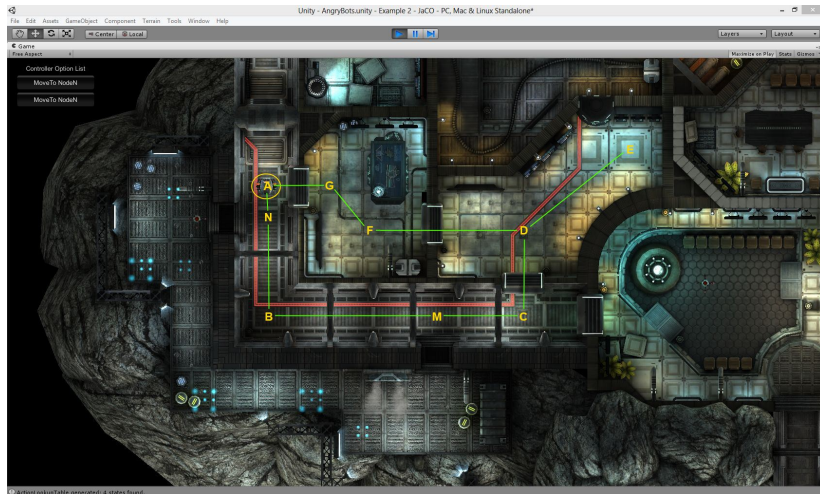 Unity - AngryBots.unity - Example 2 - JaCO - PC, Mac & Linux Standalone*
File Edit Assets GameObject Component Terrain Tools Window Help
Center Local Layers Layout
Game
Free Aspect Maximize on Play Stats Gizmos
Controller Option List
MoveTo NodeN
MoveTo NodeN
E
A G
N
F D
B M C
ActionLookupTable generated: 4 states found.